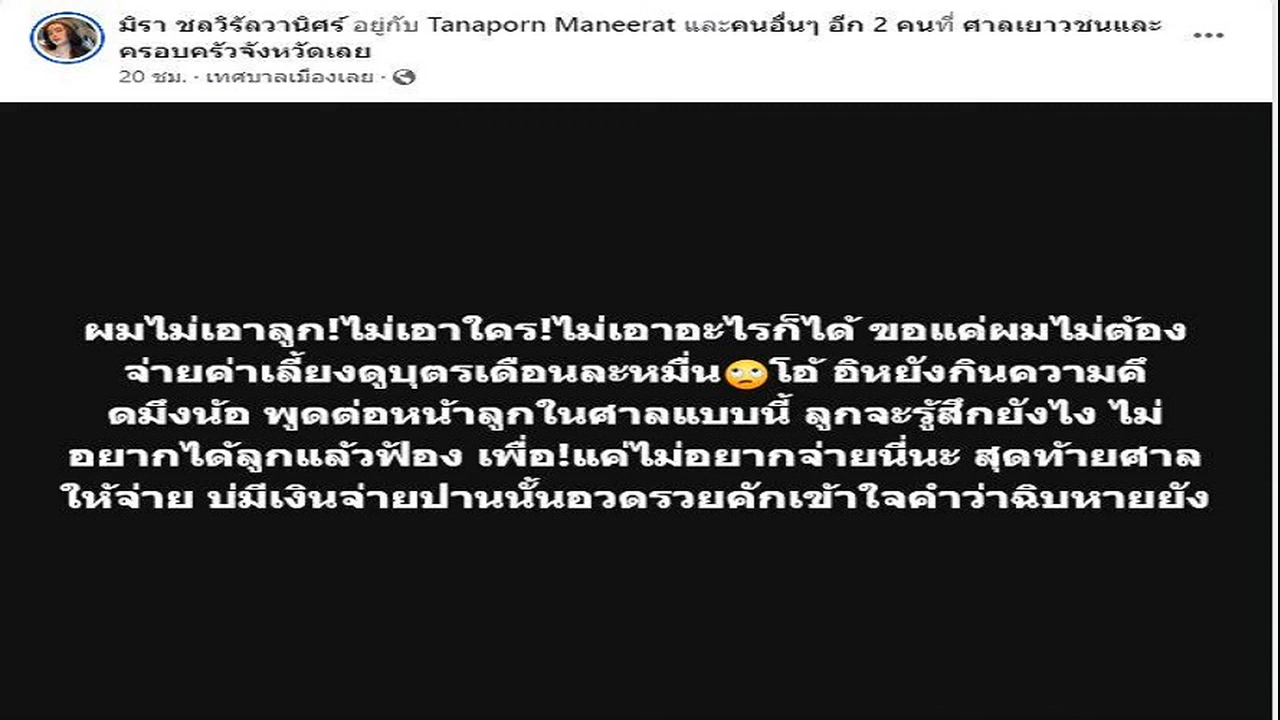 มิรา ชลวิรัลวานิศร์ อยู่กับ Tanaporn Maneerat และคนอื่นๆ อีก 2 คนที่ ศาลเยาวชนและ
ครอบครัวจังหวัดเลย
20 ชม. · เทศบาลเมืองเลย ·
ผมไม่เอาลูก!ไม่เอาใคร!ไม่เอาอะไรก็ได้ ขอแค่ผมไม่ต้อง
จ่ายค่าเลี้ยงดูบุตรเดือนละหมื่น🙄โอ้ อิหยังกินความคึ
ดมึงน้อ พูดต่อหน้าลูกในศาลแบบนี้ ลูกจะรู้สึกยังไง ไม่
อยากได้ลูกแล้วฟ้อง เพื่อ!แค่ไม่อยากจ่ายนี่นะ สุดท้ายศาล
ให้จ่าย บ่มีเงินจ่ายปานนั้นอวดรวยคักเข้าใจคำว่าฉิบหายยัง